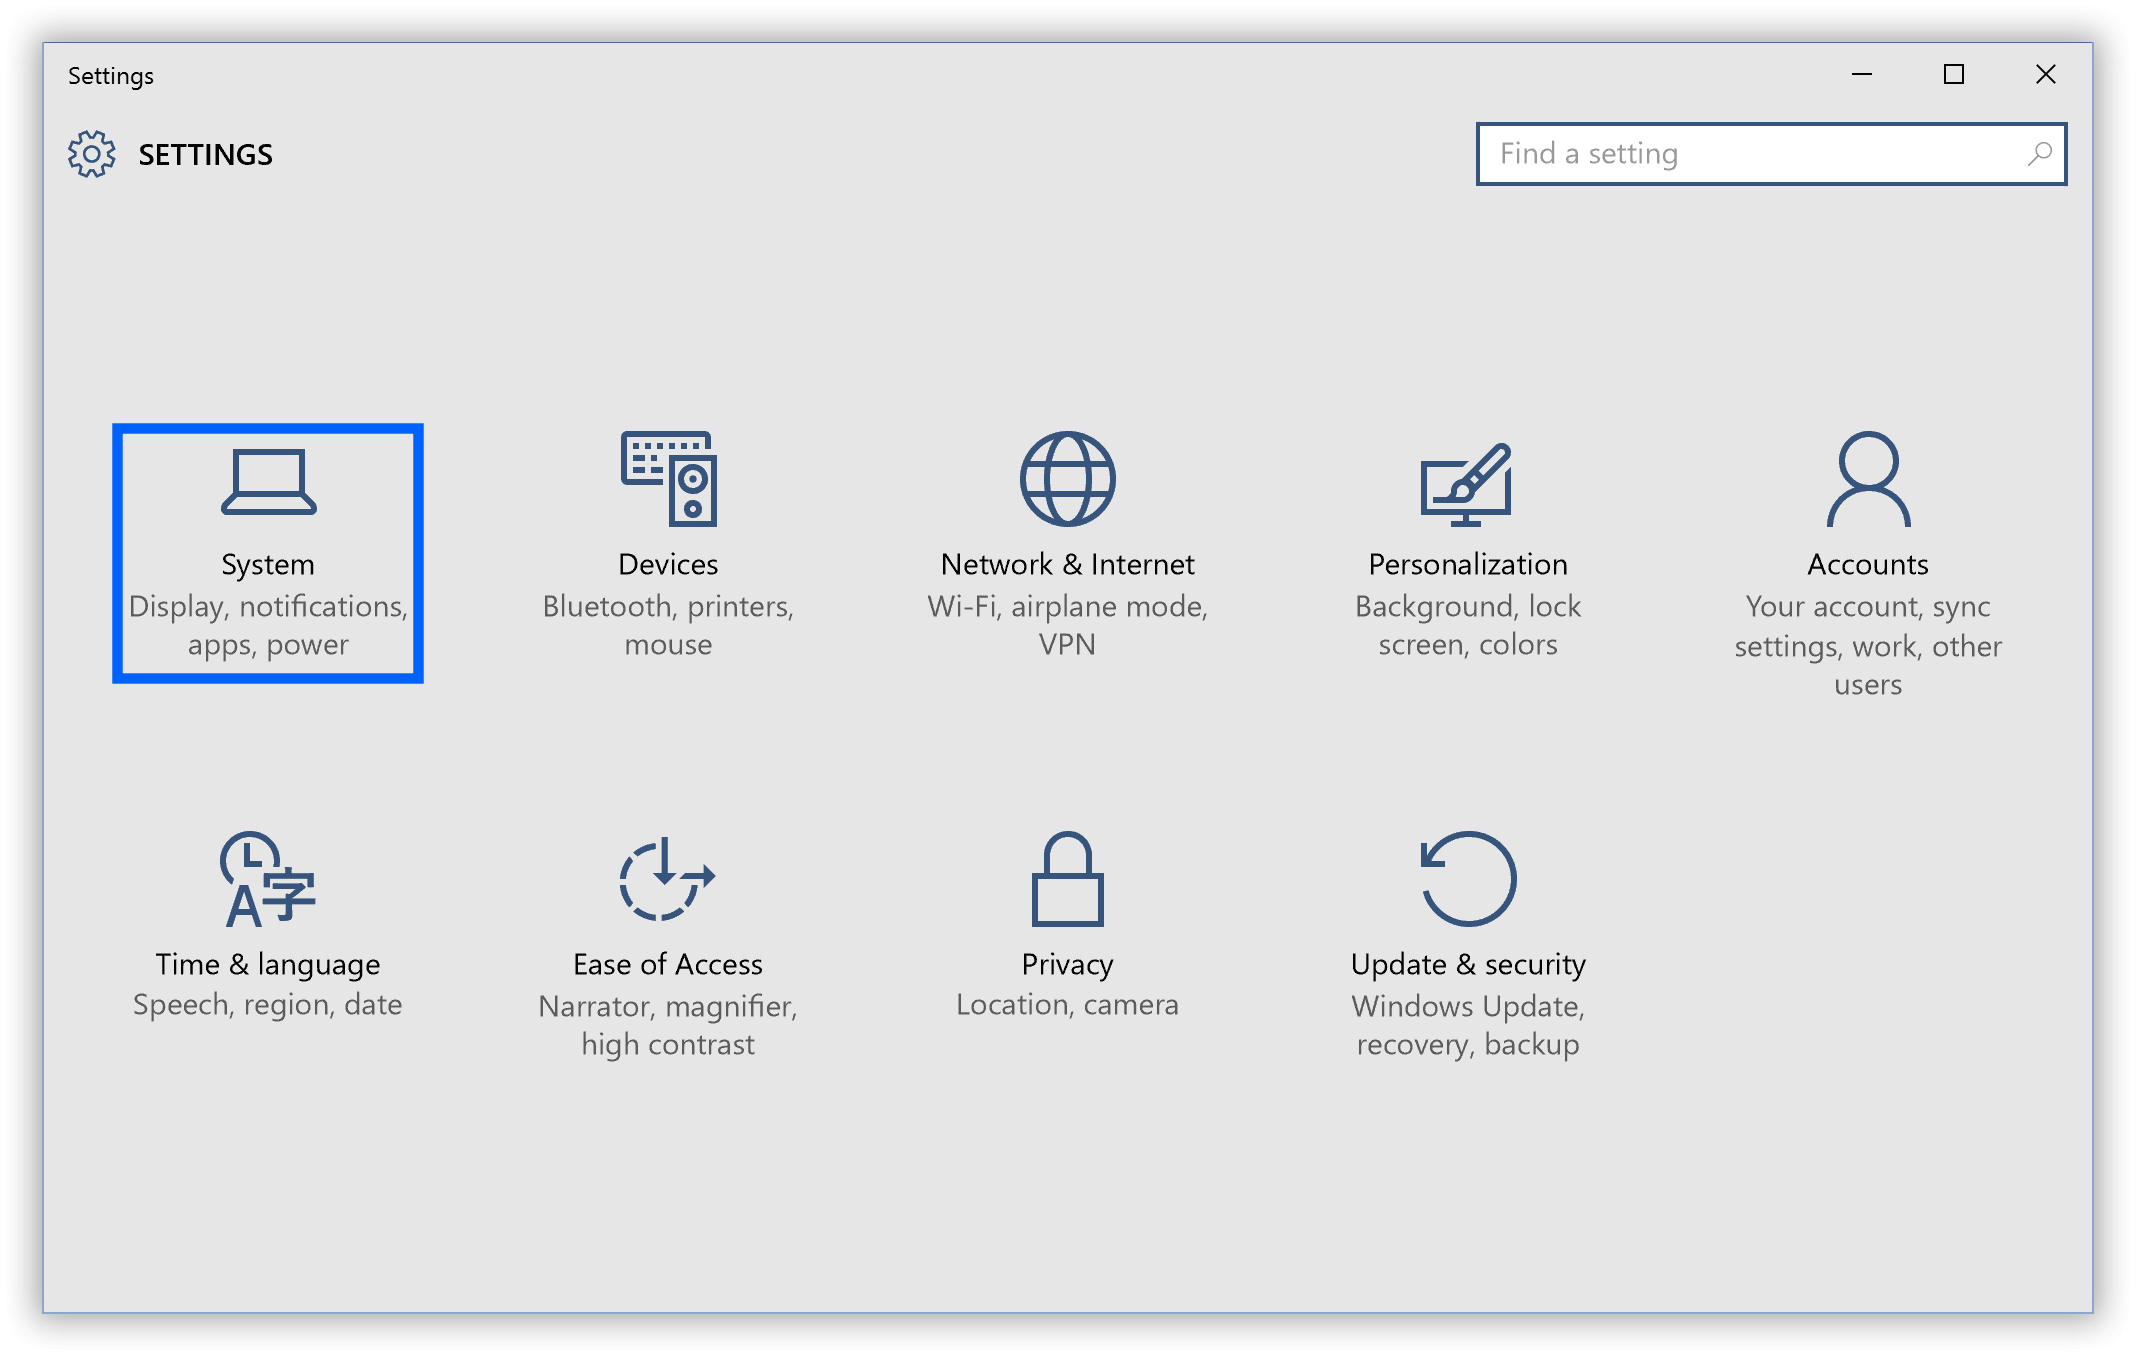 Settings
SETTINGS
Find a setting
System
Display, notifications,
apps, power
Devices
Bluetooth, printers,
mouse
Network & Internet
Wi-Fi, airplane mode,
VPN
Personalization
Background, lock
screen, colors
Accounts
Your account, sync
settings, work, other
users
A字
Time & language
Speech, region, date
Ease of Access
Narrator, magnifier,
high contrast
Privacy
Location, camera
Update & security
Windows Update,
recovery, backup